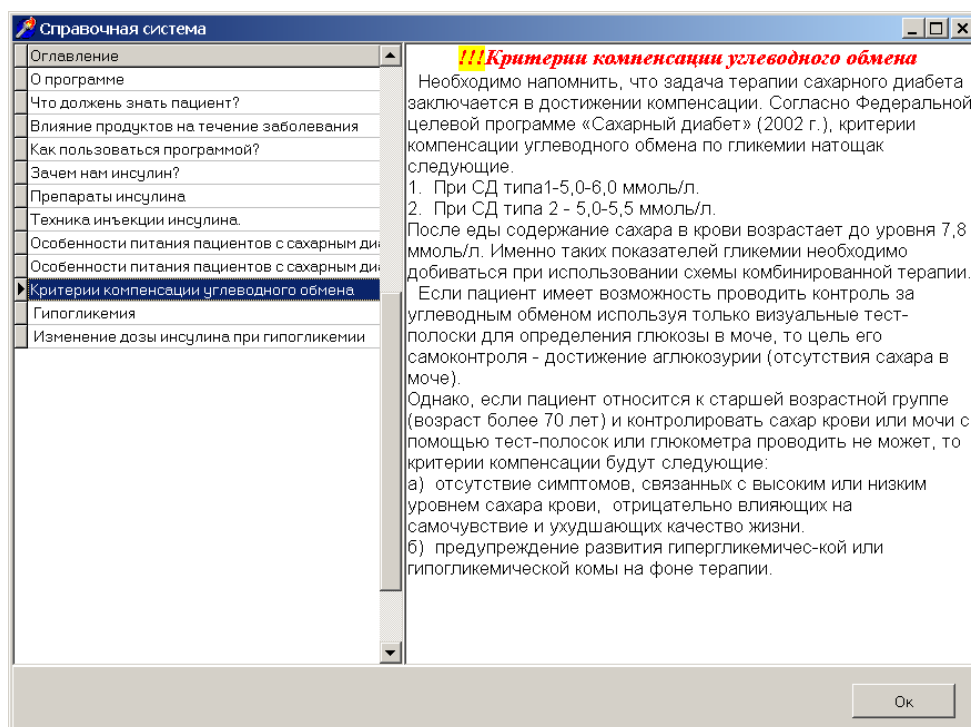 Справочная система
Оглавление
О программе
Что должень знать пациент?
Влияние продуктов на течение заболевания
Как пользоваться программой?
Зачем нам инсулин?
Препараты инсулина
Техника инъекции инсулина.
Особенности питания пациентов с сахарным диа
Особенности питания пациентов с сахарным диа
Критерии компенсации углеводного обмена
Гипогликемия
Изменение дозы инсулина при гипогликемии
!!!Критерии компенсации углеводного обмена
Необходимо напомнить, что задача терапии сахарного диабета
заключается в достижении компенсации. Согласно Федеральной
целевой программе «Сахарный диабет» (2002 г.), критерии
компенсации углеводного обмена по гликемии натощак
следующие.
1. При СД типа1-5,0-6,0 ммоль/л.
2. При СД типа 2 - 5,0-5,5 ммоль/л.
После еды содержание сахара в крови возрастает до уровня 7,8
ммоль/л. Именно таких показателей гликемии необходимо
добиваться при использовании схемы комбинированной терапии.
Если пациент имеет возможность проводить контроль за
углеводным обменом используя только визуальные тест-
полоски для определения глюкозы в моче, то цель его
самоконтроля - достижение аглюкозурии (отсутствия сахара в
моче).
Однако, если пациент относится к старшей возрастной группе
(возраст более 70 лет) и контролировать сахар крови или мочи с
помощью тест-полосок или глюкометра проводить не может, то
критерии компенсации будут следующие:
а) отсутствие симптомов, связанных с высоким или низким
уровнем сахара крови, отрицательно влияющих на
самочувствие и ухудшающих качество жизни.
б) предупреждение развития гипергликемичес-кой или
гипогликемической комы на фоне терапии.
Ок